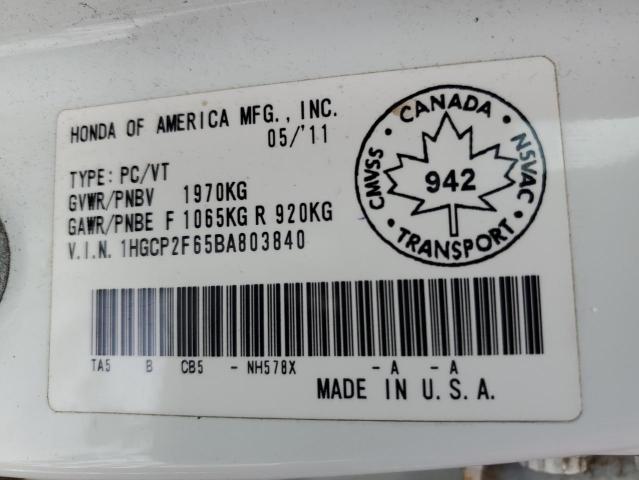 HONDA OF AMERICA MFG., INC.
05/'11
TYPE: PC/VT
GVWR/PNBV 1970KG
GAWR/PNBE F 1065KG R 920KG
V.I.N. 1HGCP2F65BA803840
CANADA
CMVSS
NSVAC
942
TRANSPORT
TA5 B CB5 - NH578X - A - A
MADE IN U.S.A.